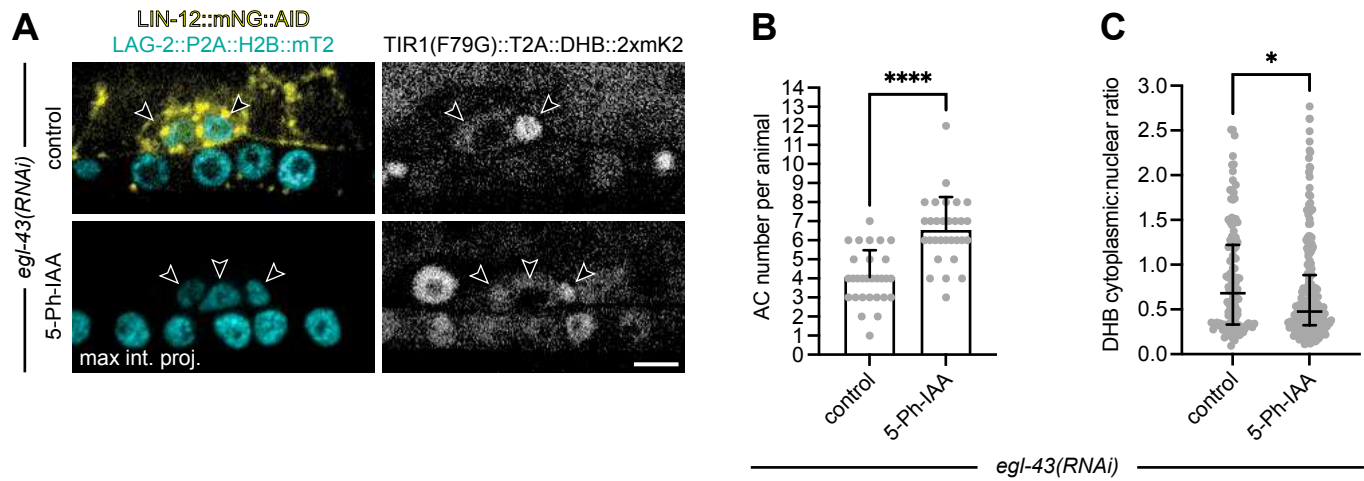 A
LIN-12::mNG::AID
LAG-2::P2A::H2B::mT2
TIR1(F79G)::T2A::DHB::2xmK2
egl-43(RNAi)
control
5-Ph-IAA
max int. proj.
B
****
AC number per animal
14
13
12
11
10
9
8
7
6
5
4
3
2
1
0
control
5-Ph-IAA
C
*
DHB cytoplasmic:nuclear ratio
3.0
2.5
2.0
1.5
1.0
0.5
0.0
control
5-Ph-IAA
egl-43(RNAi)